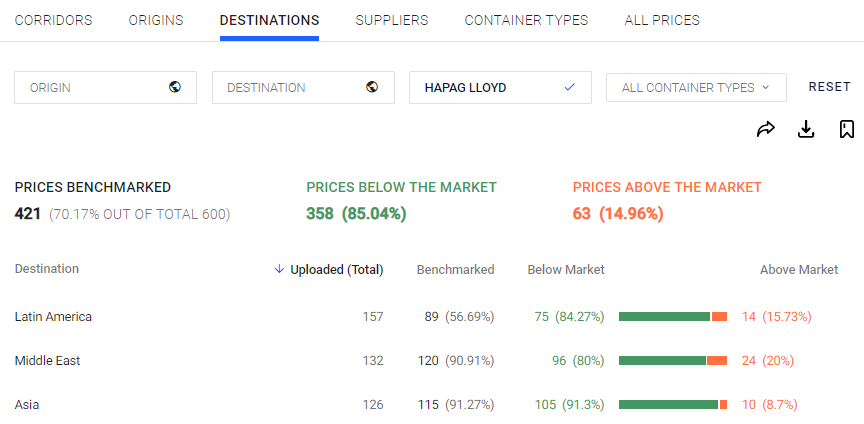 CORRIDORS ORIGINS DESTINATIONS SUPPLIERS CONTAINER TYPES ALL PRICES
ORIGIN DESTINATION HAPAG LLOYD ALL CONTAINER TYPES RESET
PRICES BENCHMARKED PRICES BELOW THE MARKET PRICES ABOVE THE MARKET
421 (70.17% OUT OF TOTAL 600) 358 (85.04%) 63 (14.96%)
Destination Uploaded (Total) Benchmarked Below Market Above Market
Latin America 157 89 (56.69%) 75 (84.27%) 14 (15.73%)
Middle East 132 120 (90.91%) 96 (80%) 24 (20%)
Asia 126 115 (91.27%) 105 (91.3%) 10 (8.7%)